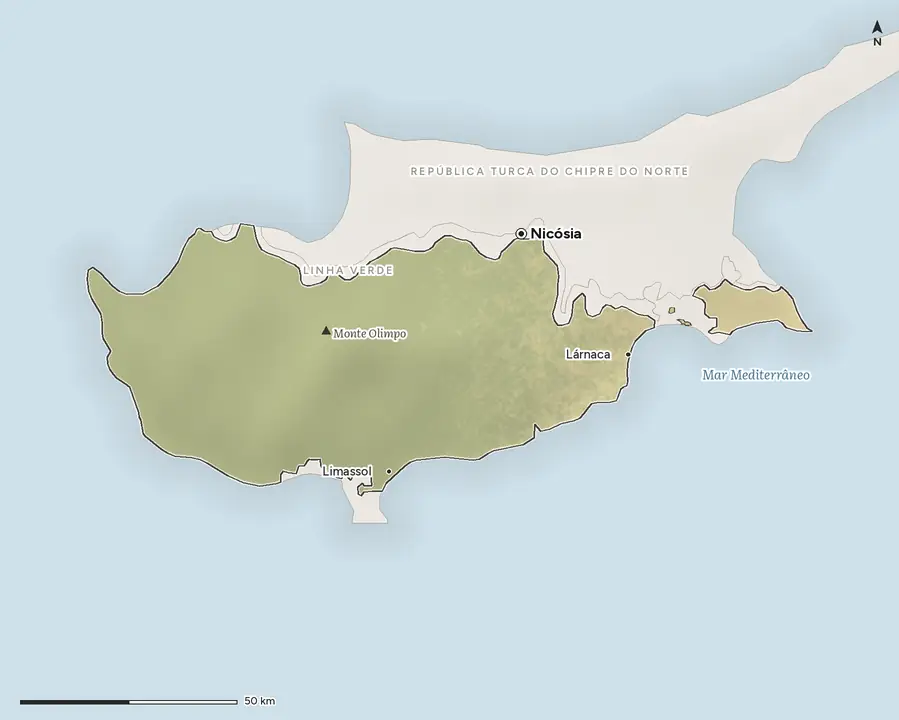 N
REPÚBLICA TURCA DO CHIPRE DO NORTE
Nicósia
LINHA VERDE
Monte Olimpo
Lárnaca
Mar Mediterrâneo
Limassol
50 km